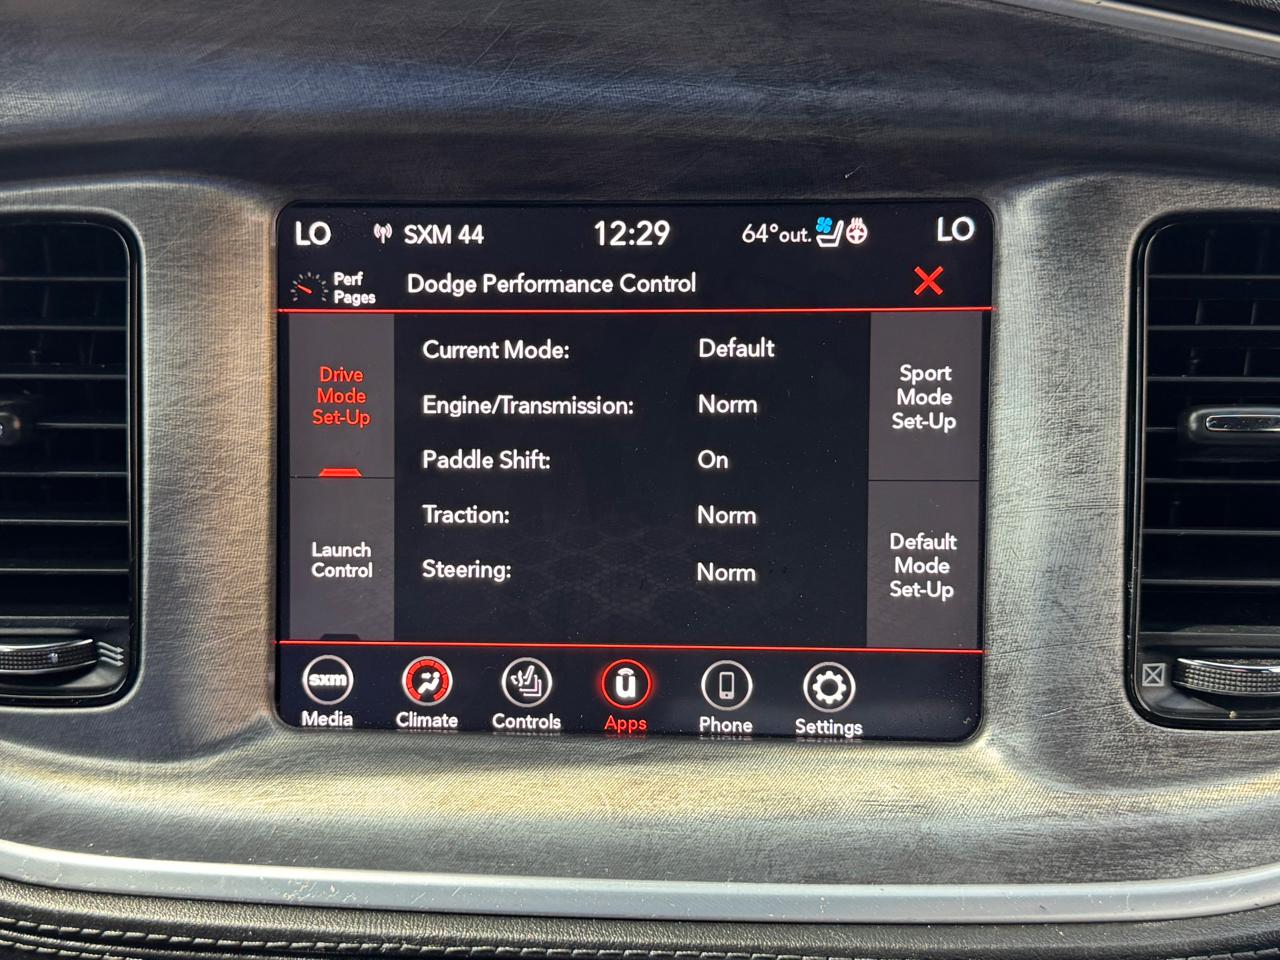 LO SXM 44 12:29 64°out. LO
Perf
Pages
Dodge Performance Control
Drive
Mode
Set-Up
Launch
Control
Current Mode: Default
Engine/Transmission: Norm
Paddle Shift: On
Traction: Norm
Steering: Norm
Sport
Mode
Set-Up
Default
Mode
Set-Up
sxm
Media
Climate
Controls
ū
Apps
Phone
Settings